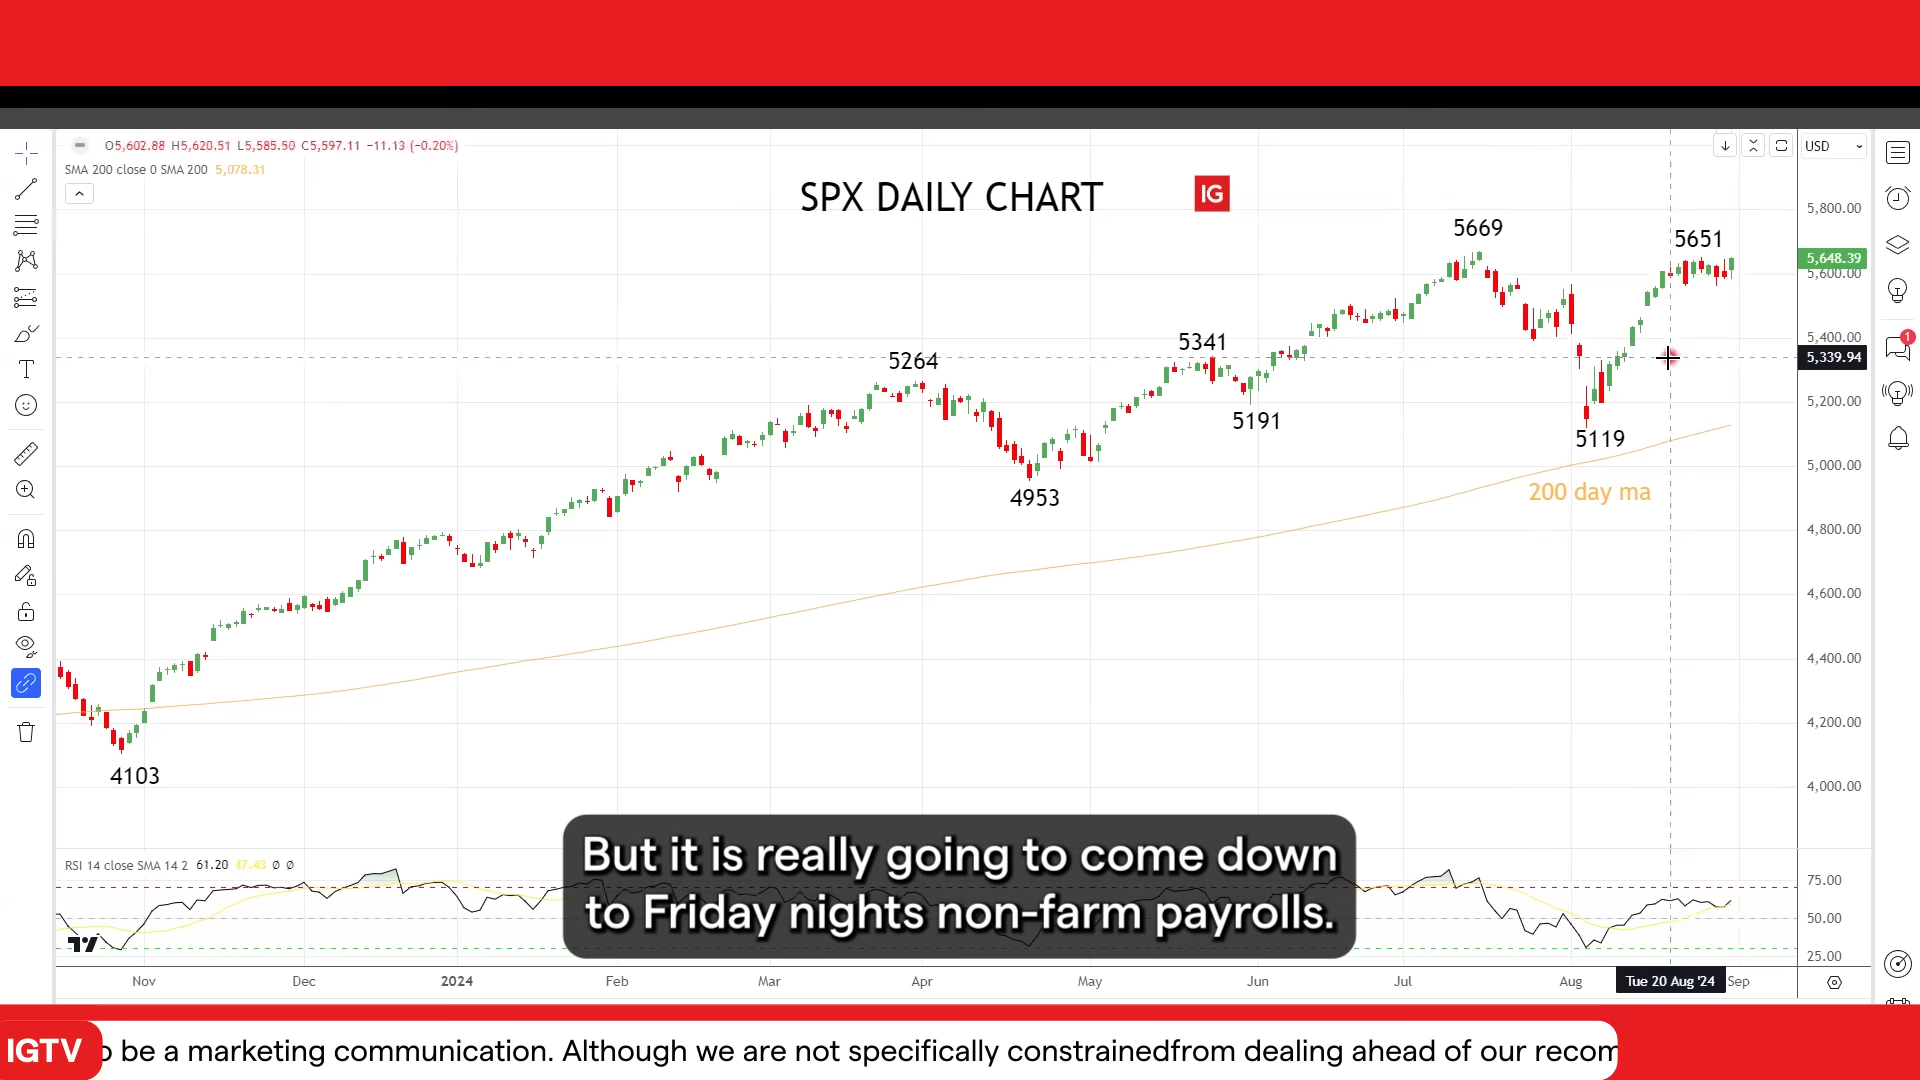 O5,602.88 H5,620.51 L5,585.50 C5,597.11 −11.13 (−0.20%)
SMA 200 close 0 SMA 200 5,078.31
SPX DAILY CHART
IG
USD
5,800.00
5,648.39
5,600.00
5,400.00
5,339.94
5,200.00
5,000.00
4,800.00
4,600.00
4,400.00
4,200.00
4,000.00
5669
5651
5341
5264
5191
5119
4953
200 day ma
4103
1
But it is really going to come down
to Friday nights non-farm payrolls.
RSI 14 close SMA 14 2 61.20 47.43 Ø Ø
75.00
50.00
25.00
Nov Dec 2024 Feb Mar Apr May Jun Jul Aug Tue 20 Aug '24 Sep
IGTV
o be a marketing communication. Although we are not specifically constrainedfrom dealing ahead of our recom